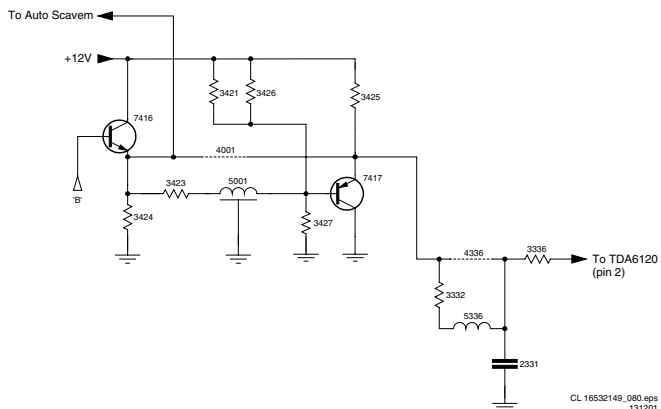 To Auto Scavem
+12V
7416
3421
3426
3425
4001
7417
'B'
3423
5001
3424
3427
4336
3336
To TDA6120
(pin 2)
3332
5336
2331
CL 16532149_080.eps
131201